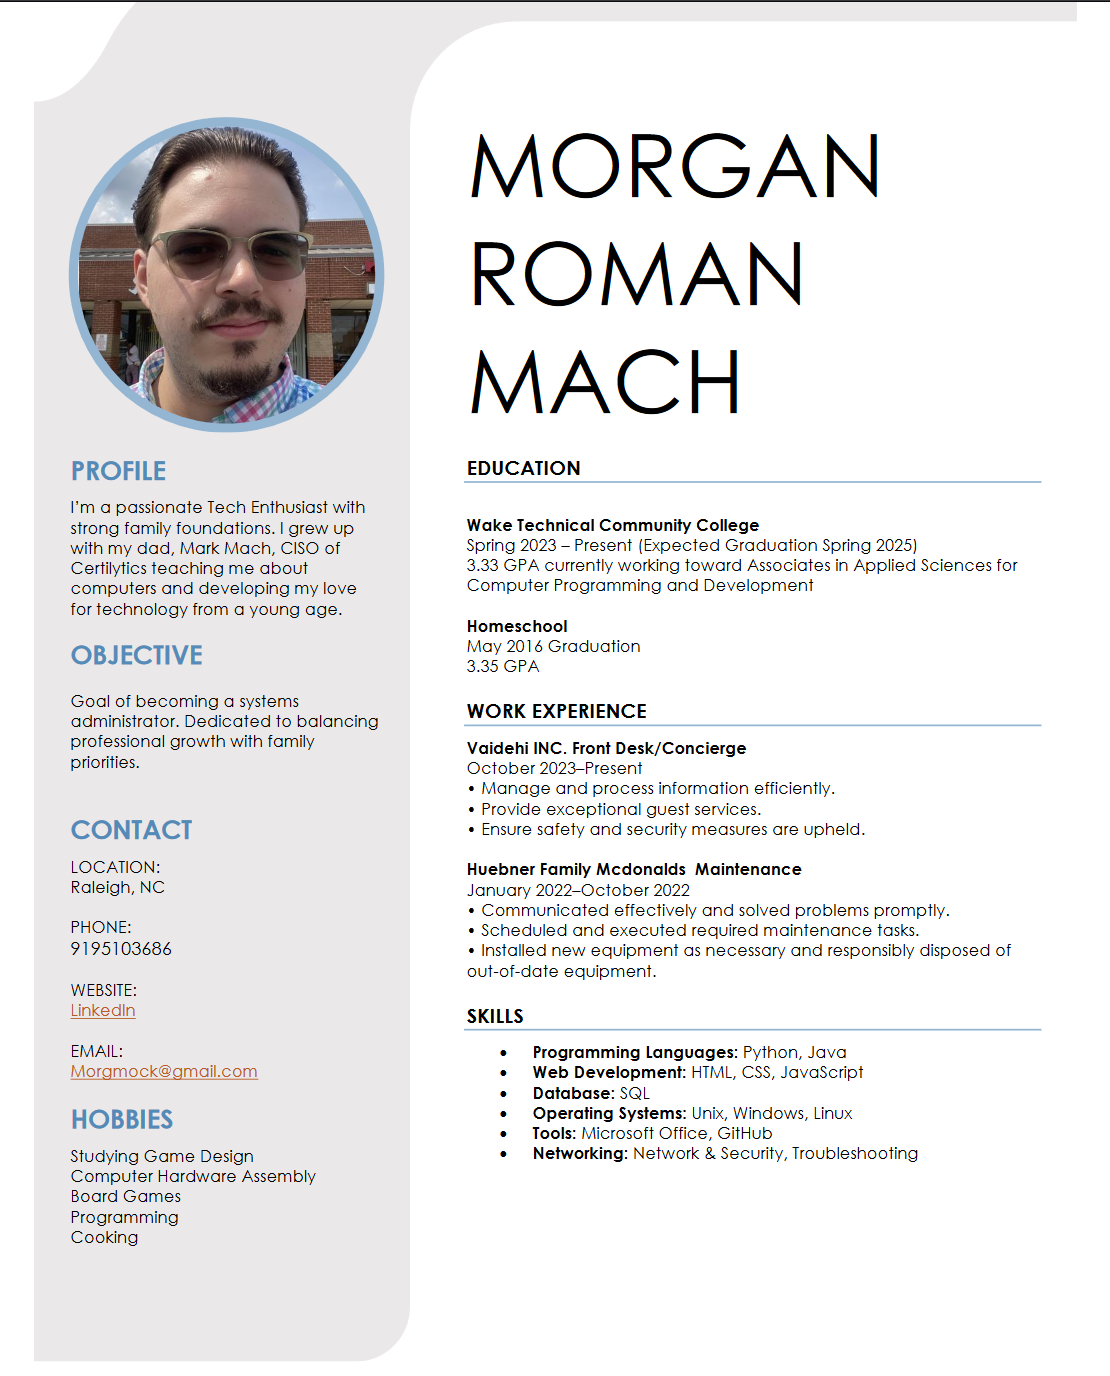 MORGAN
ROMAN
MACH
PROFILE
I'm a passionate Tech Enthusiast with
strong family foundations. I grew up
with my dad, Mark Mach, CISO of
Certilytics teaching me about
computers and developing my love
for technology from a young age.
OBJECTIVE
Goal of becoming a systems
administrator. Dedicated to balancing
professional growth with family
priorities.
CONTACT
LOCATION:
Raleigh, NC
PHONE:
9195103686
WEBSITE:
LinkedIn
EMAIL:
Morgmock@gmail.com
HOBBIES
Studying Game Design
Computer Hardware Assembly
Board Games
Programming
Cooking
EDUCATION
Wake Technical Community College
Spring 2023 – Present (Expected Graduation Spring 2025)
3.33 GPA currently working toward Associates in Applied Sciences for
Computer Programming and Development
Homeschool
May 2016 Graduation
3.35 GPA
WORK EXPERIENCE
Vaidehi INC. Front Desk/Concierge
October 2023–Present
• Manage and process information efficiently.
• Provide exceptional guest services.
• Ensure safety and security measures are upheld.
Huebner Family Mcdonalds  Maintenance
January 2022–October 2022
• Communicated effectively and solved problems promptly.
• Scheduled and executed required maintenance tasks.
• Installed new equipment as necessary and responsibly disposed of
out-of-date equipment.
SKILLS
• Programming Languages: Python, Java
• Web Development: HTML, CSS, JavaScript
• Database: SQL
• Operating Systems: Unix, Windows, Linux
• Tools: Microsoft Office, GitHub
• Networking: Network & Security, Troubleshooting